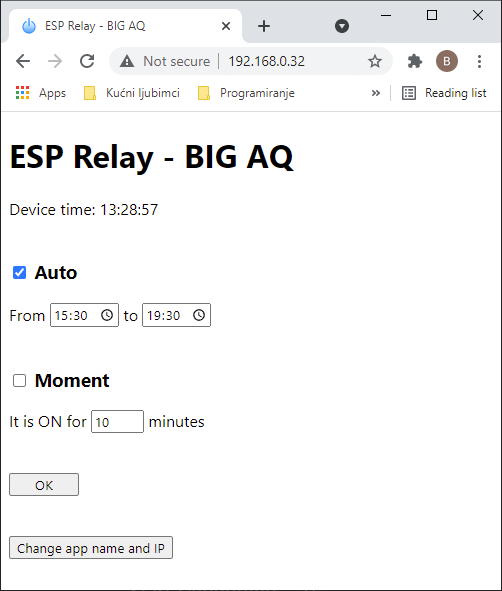 ESP Relay - BIG AQ
Not secure 192.168.0.32 B
Apps Kućni ljubimci Programiranje » Reading list
ESP Relay - BIG AQ
Device time: 13:28:57
Auto
From 15:30 to 19:30
Moment
It is ON for 10 minutes
OK
Change app name and IP